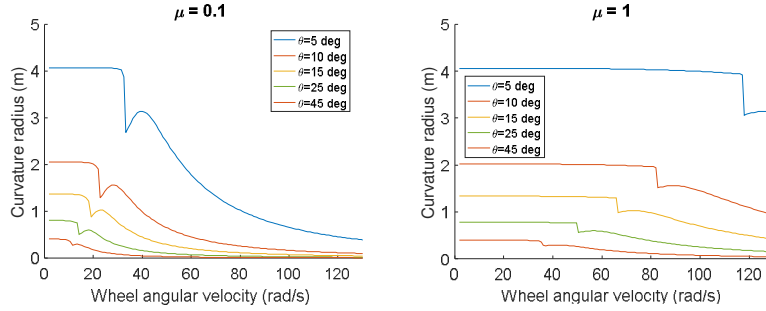 μ = 0.1
5
4
3
2
1
0
0
20
40
60
80
100
120
Curvature radius (m)
Wheel angular velocity (rad/s)
θ=5 deg
θ=10 deg
θ=15 deg
θ=25 deg
θ=45 deg
μ = 1
5
4
3
2
1
0
0
20
40
60
80
100
120
Curvature radius (m)
Wheel angular velocity (rad/s)
θ=5 deg
θ=10 deg
θ=15 deg
θ=25 deg
θ=45 deg